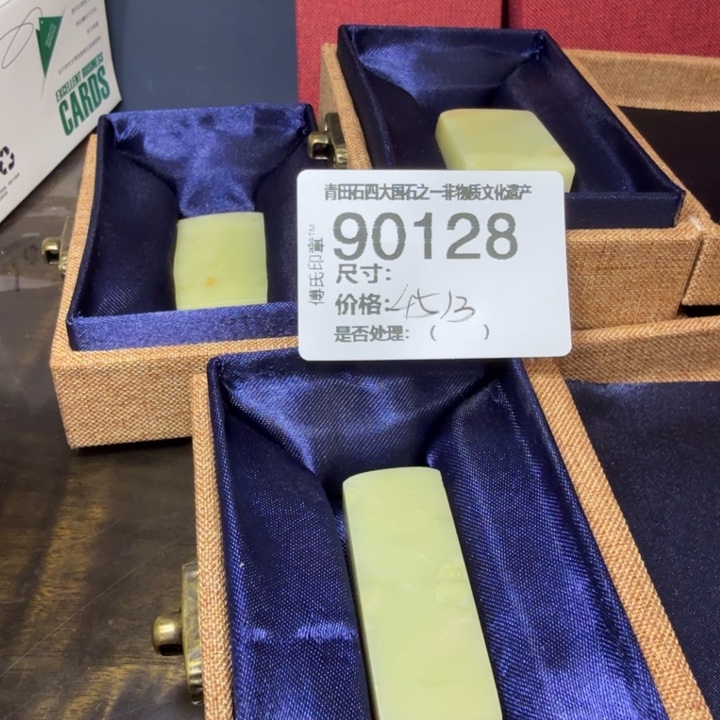 EXCELLENT BUSINESS
CARDS
青田石四大国石之一非物质文化遗产
傅氏印章
90128
尺寸：
价格：4513
是否处理：（ ）